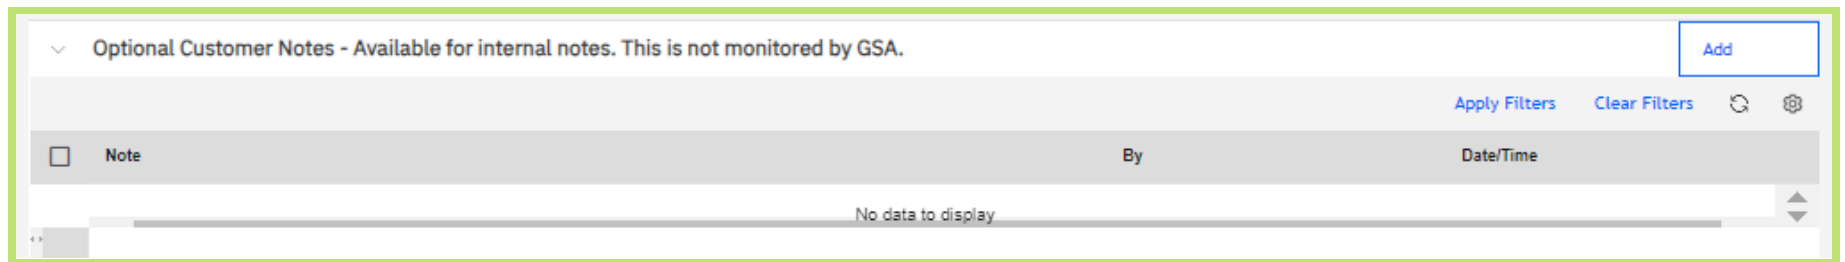 Optional Customer Notes - Available for internal notes. This is not monitored by GSA.
Add
Apply Filters Clear Filters
Note By Date/Time
No data to display